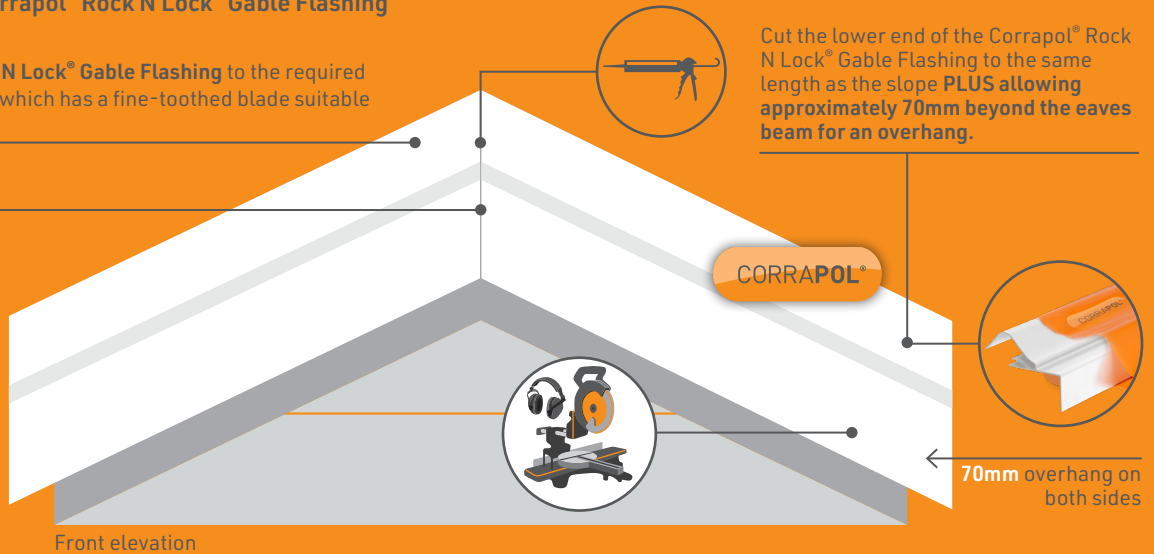 rrapol® Rock N Lock® Gable Flashing
N Lock® Gable Flashing to the required
which has a fine-toothed blade suitable
Cut the lower end of the Corrapol® Rock
N Lock® Gable Flashing to the same
length as the slope PLUS allowing
approximately 70mm beyond the eaves
beam for an overhang.
CORRAPOL®
CORRAPOL
70mm overhang on
both sides
Front elevation